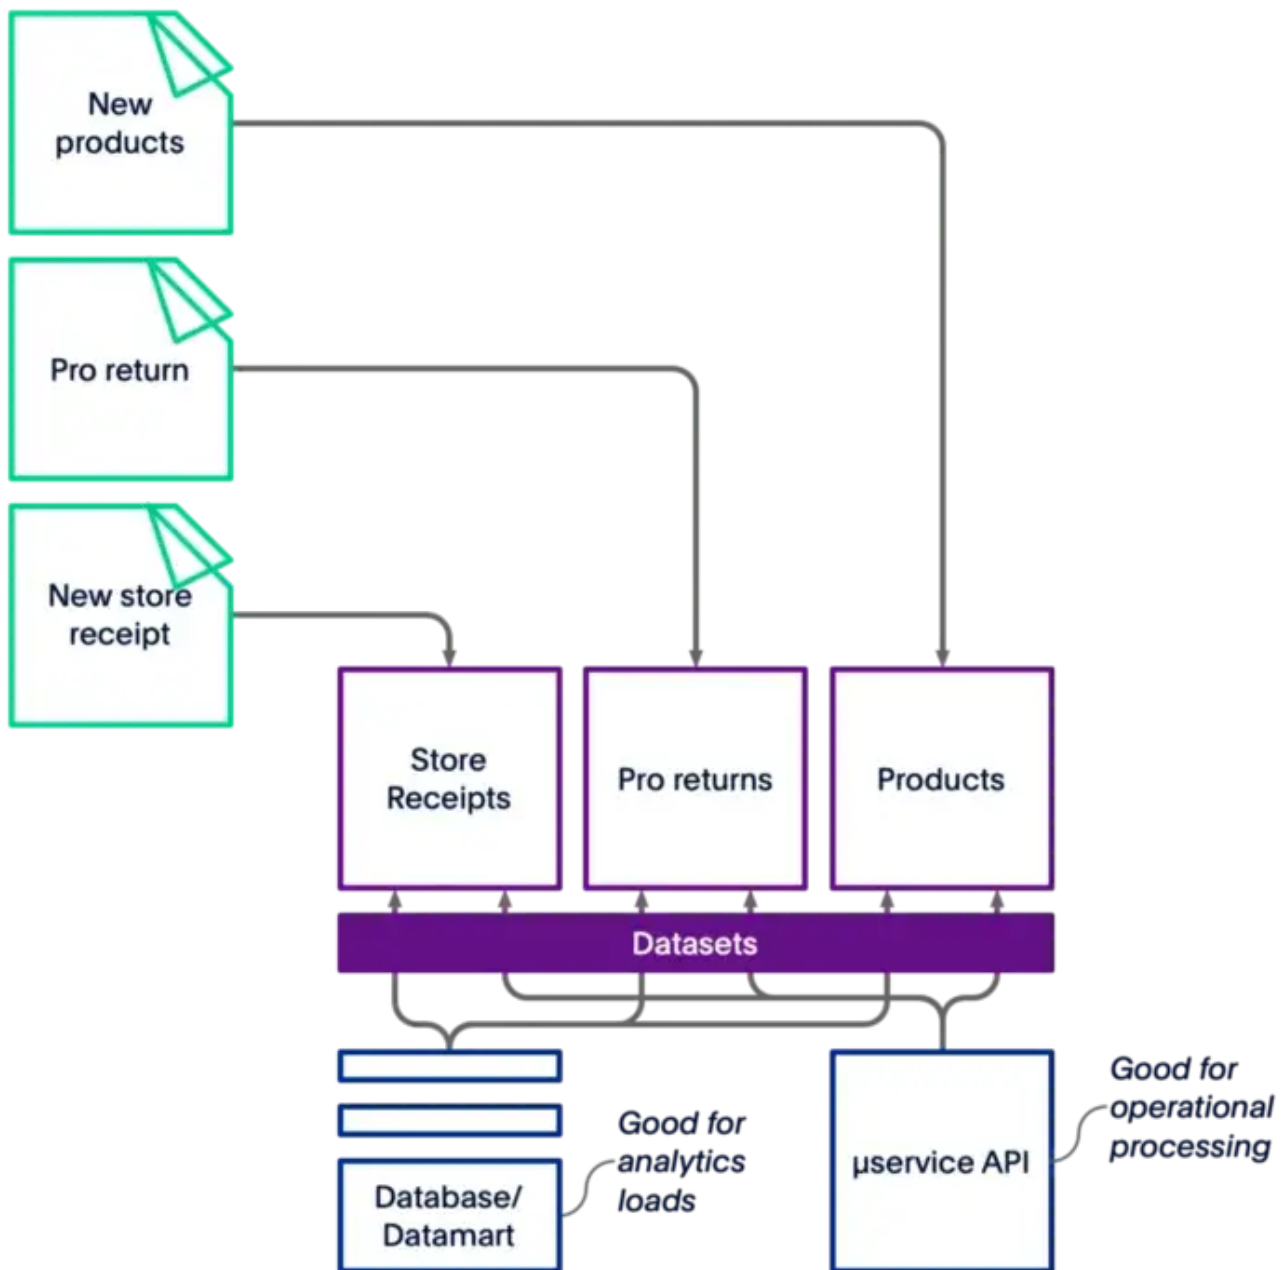 New
products
Pro return
New store
receipt
Store
Receipts
Pro returns
Products
Datasets
Good for
analytics
loads
Database/
Datamart
µservice API
Good for
operational
processing